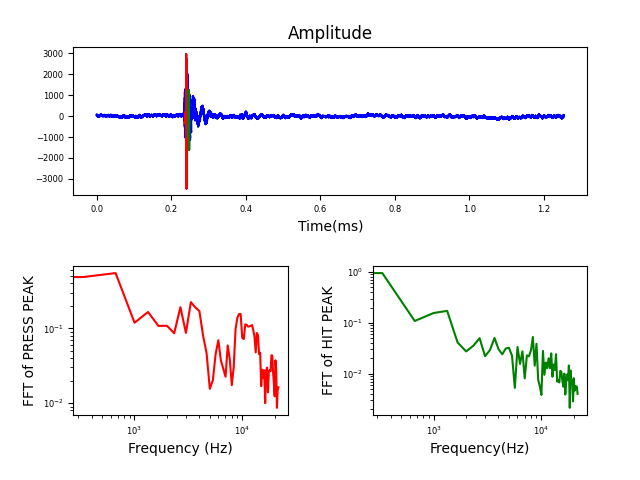 Amplitude
3000
2000
1000
0
−1000
−2000
−3000
0.0 0.2 0.4 0.6 0.8 1.0 1.2
Time(ms)
FFT of PRESS PEAK
10⁻¹
10⁻²
10³ 10⁴
Frequency (Hz)
FFT of HIT PEAK
10⁰
10⁻¹
10⁻²
10³ 10⁴
Frequency(Hz)